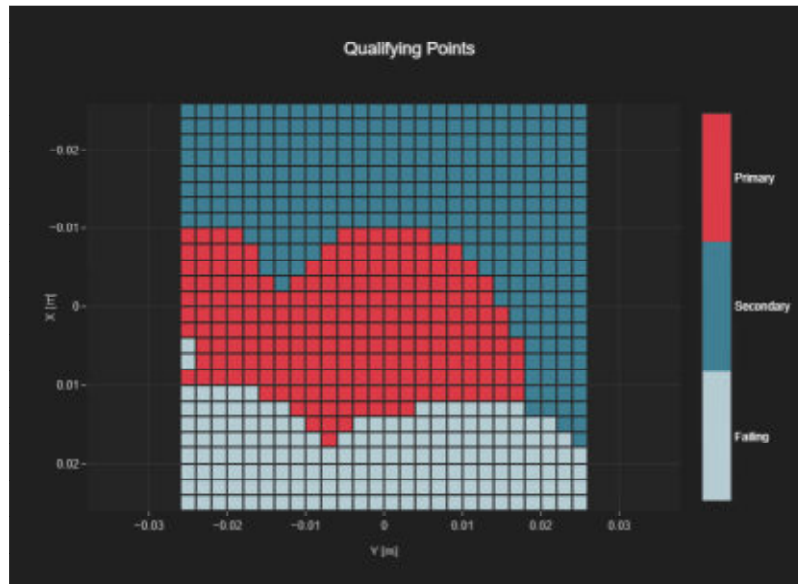 Qualifying Points
Primary
Secondary
Failing
X [m]
−0.02
−0.01
0
0.01
0.02
−0.03
−0.02
−0.01
0
0.01
0.02
0.03
Y [m]